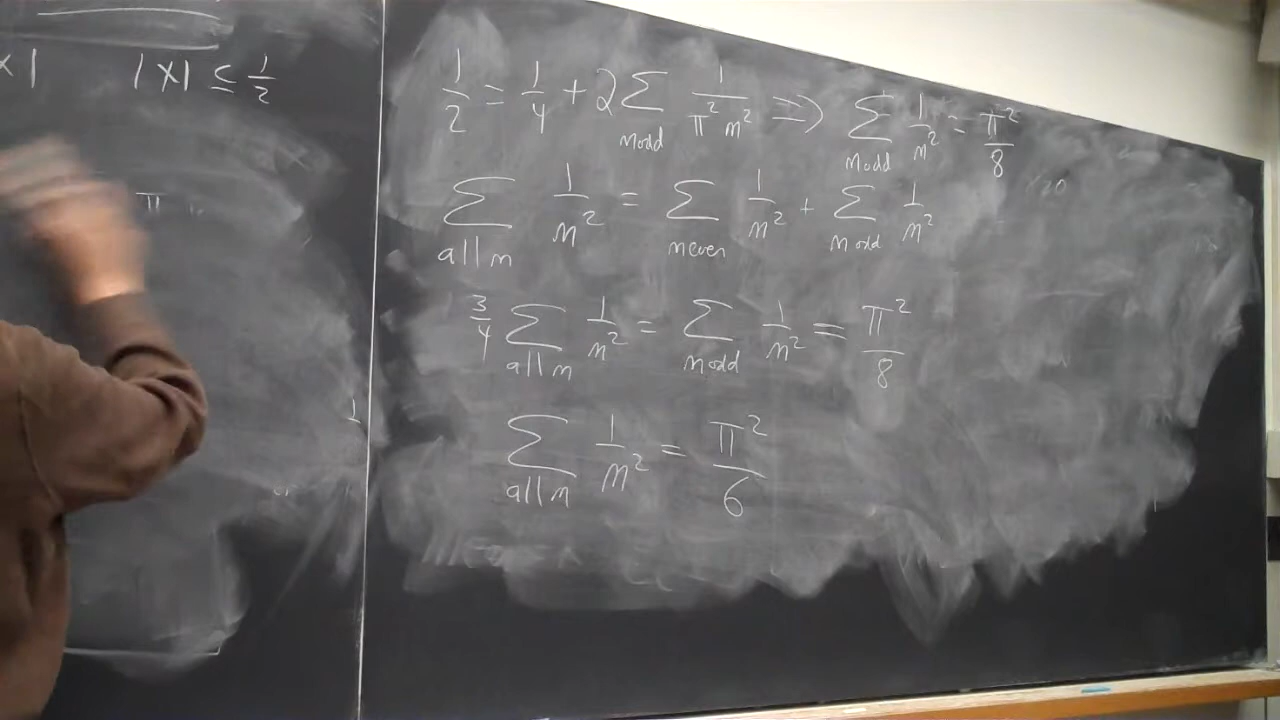 x| |x| ≤ 1/2
1/2 = 1/4 + 2 ∑_{m odd} 1/(π² m²) ⇒ ∑_{m odd} 1/m² = π²/8
∑_{all m} 1/m² = ∑_{m even} 1/m² + ∑_{m odd} 1/m²
3/4 ∑_{all m} 1/m² = ∑_{m odd} 1/m² = π²/8
∑_{all m} 1/m² = π²/6